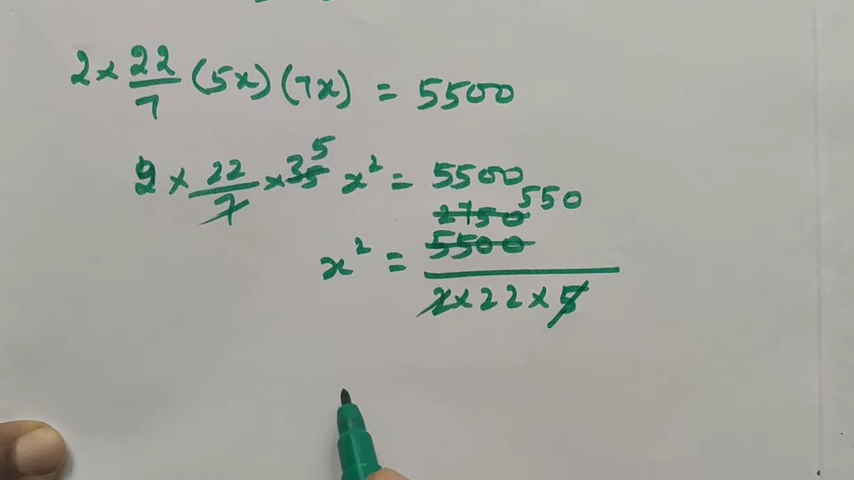 2 × 22/7 (5x) (7x) = 5500
2 × 22/7 × 35 5 x² = 5500
2750 550
x² = 5500/2 × 22 × 5